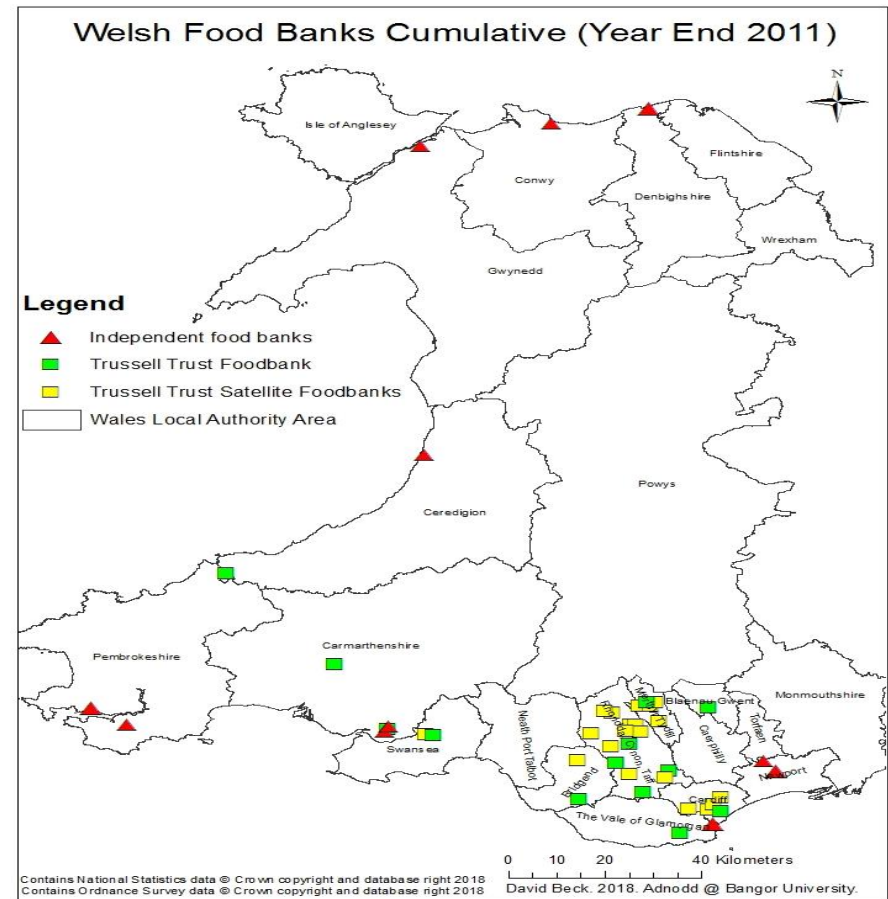 Welsh Food Banks Cumulative (Year End 2011)
N
Isle of Anglesey
Flintshire
Conwy
Denbighshire
Wrexham
Gwynedd
Legend
Independent food banks
Trussell Trust Foodbank
Trussell Trust Satellite Foodbanks
Wales Local Authority Area
Powys
Ceredigion
Carmarthenshire
Pembrokeshire
Monmouthshire
Blaenau Gwent
Torfaen
Caerphilly
Neath PortTalbot
Swansea
Bridgend
Newport
Cardiff
The Vale of Glamorgan
0 10 20 40 Kilometers
Contains National Statistics data © Crown copyright and database right 2018
Contains Ordnance Survey data © Crown copyright and database right 2018
David Beck. 2018. Adnodd @ Bangor University.